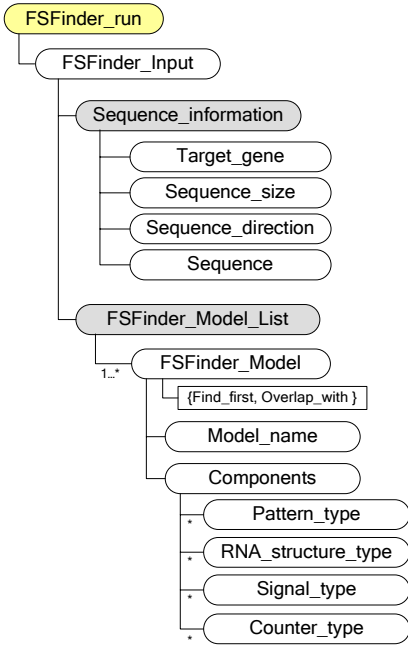 FSFinder_run
FSFinder_Input
Sequence_information
Target_gene
Sequence_size
Sequence_direction
Sequence
FSFinder_Model_List
1...*
FSFinder_Model
{Find_first, Overlap_with }
Model_name
Components
* Pattern_type
* RNA_structure_type
* Signal_type
* Counter_type